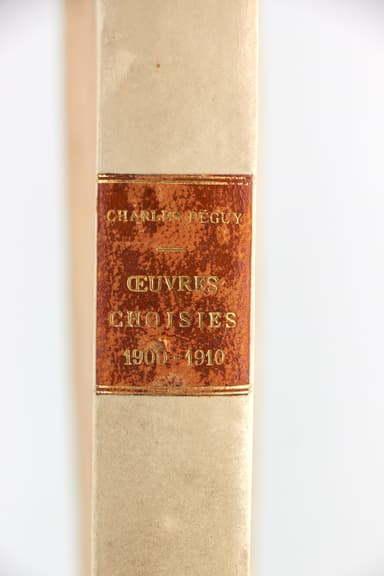 CHARLES PÉGUY
ŒUVRES
CHOISIES
1900-1910